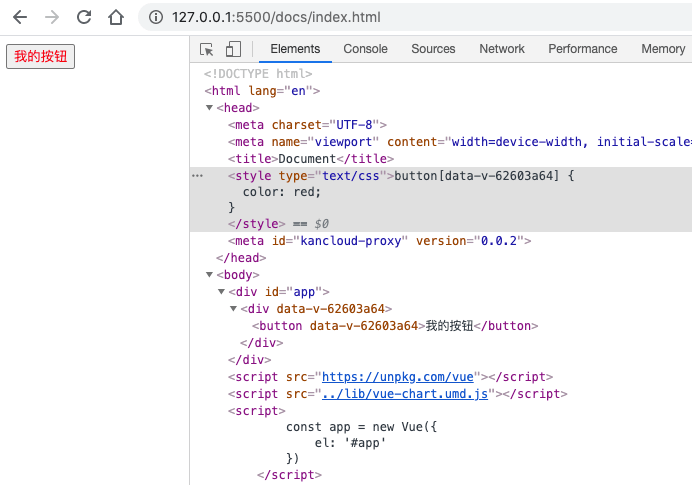 127.0.0.1:5500/docs/index.html
我的按钮
Elements Console Sources Network Performance Memory
<!DOCTYPE html>
<html lang="en">
<head>
<meta charset="UTF-8">
<meta name="viewport" content="width=device-width, initial-scale=
<title>Document</title>
<style type="text/css">button[data-v-62603a64] {
color: red;
}
</style> == $0
<meta id="kancloud-proxy" version="0.0.2">
</head>
<body>
<div id="app">
<div data-v-62603a64>
<button data-v-62603a64>我的按钮</button>
</div>
</div>
<script src="https://unpkg.com/vue"></script>
<script src="../lib/vue-chart.umd.js"></script>
<script>
const app = new Vue({
el: '#app'
})
</script>